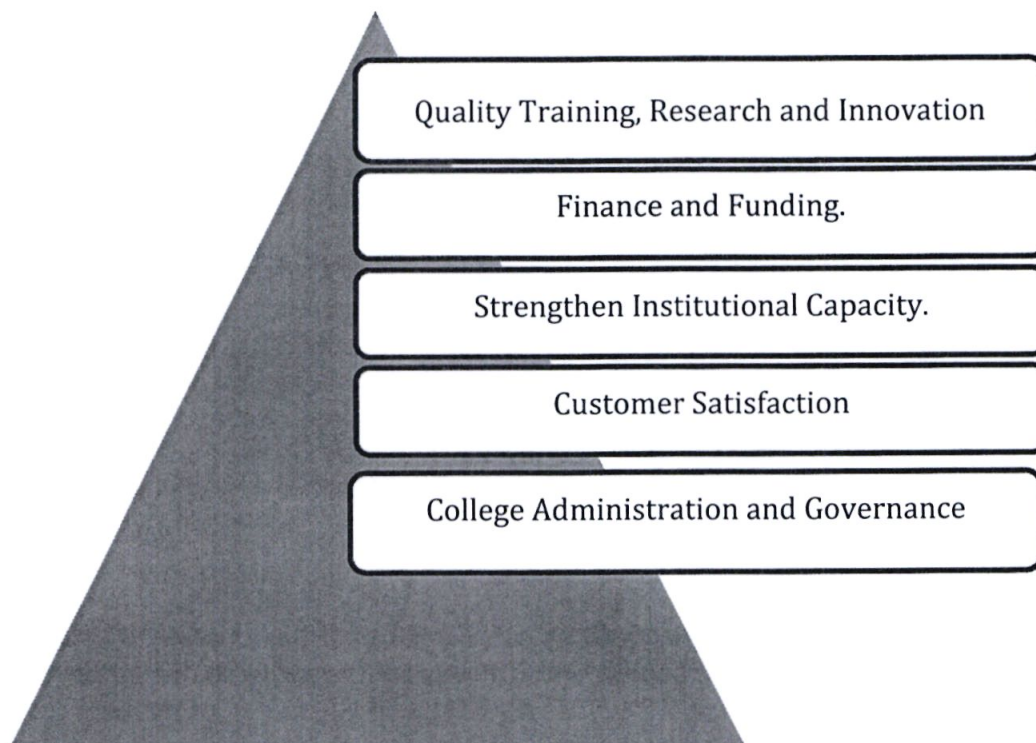 Quality Training, Research and Innovation
Finance and Funding.
Strengthen Institutional Capacity.
Customer Satisfaction
College Administration and Governance